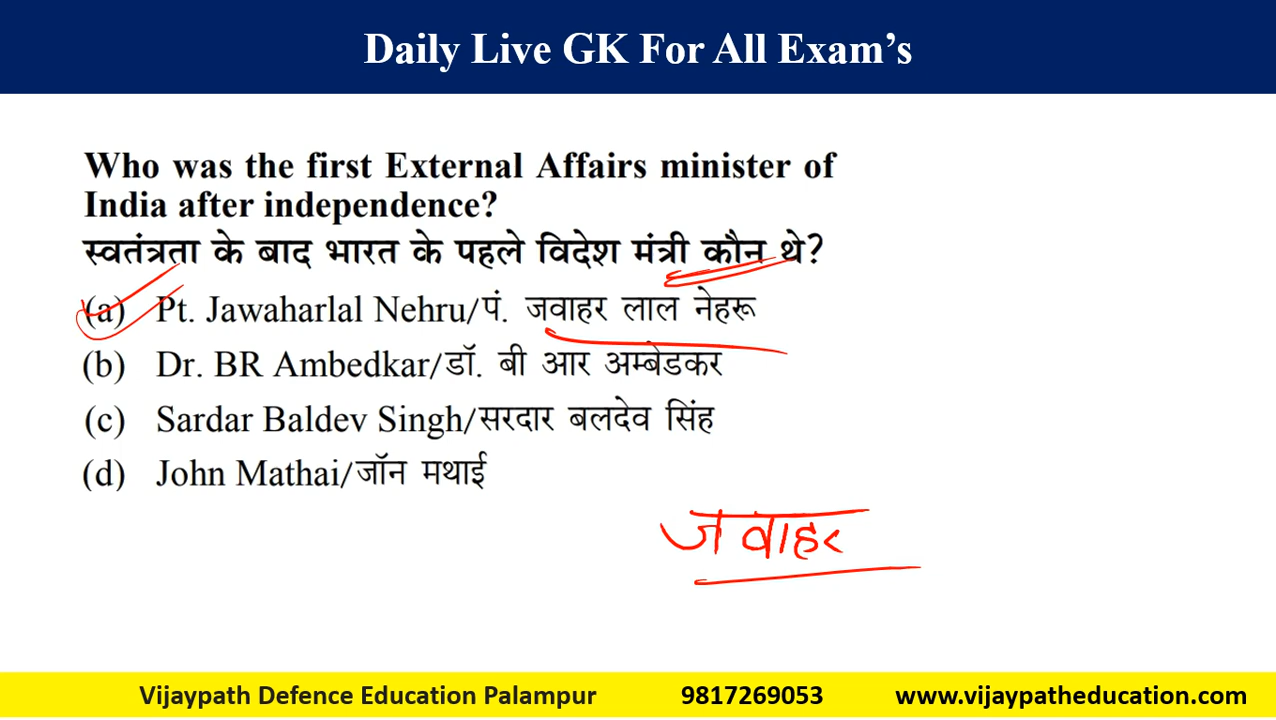 Daily Live GK For All Exam's
Who was the first External Affairs minister of
India after independence?
स्वतंत्रता के बाद भारत के पहले विदेश मंत्री कौन थे?
(a) Pt. Jawaharlal Nehru/पं. जवाहर लाल नेहरू
(b) Dr. BR Ambedkar/डॉ. बी आर अम्बेडकर
(c) Sardar Baldev Singh/सरदार बलदेव सिंह
(d) John Mathai/जॉन मथाई
जवाहर
Vijaypath Defence Education Palampur 9817269053 www.vijaypatheducation.com